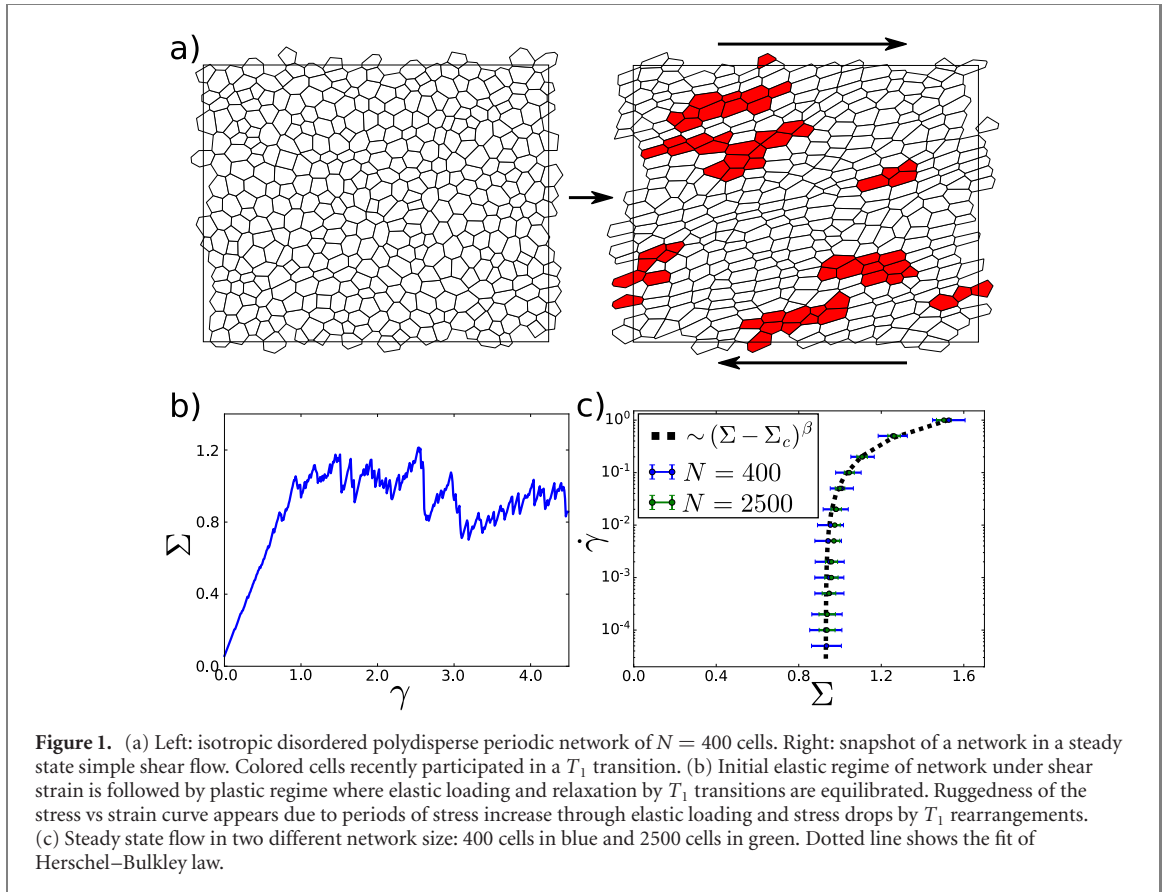 a)
b)
Σ
1.2
0.8
0.4
0.0
1.0
2.0
3.0
4.0
γ
c)
∼ (Σ − Σc)^β
N = 400
N = 2500
γ̇
10^0
10^-1
10^-2
10^-3
10^-4
0.0
0.4
0.8
1.2
1.6
Σ
Figure 1. (a) Left: isotropic disordered polydisperse periodic network of N = 400 cells. Right: snapshot of a network in a steady
state simple shear flow. Colored cells recently participated in a T1 transition. (b) Initial elastic regime of network under shear
strain is followed by plastic regime where elastic loading and relaxation by T1 transitions are equilibrated. Ruggedness of the
stress vs strain curve appears due to periods of stress increase through elastic loading and stress drops by T1 rearrangements.
(c) Steady state flow in two different network size: 400 cells in blue and 2500 cells in green. Dotted line shows the fit of
Herschel–Bulkley law.